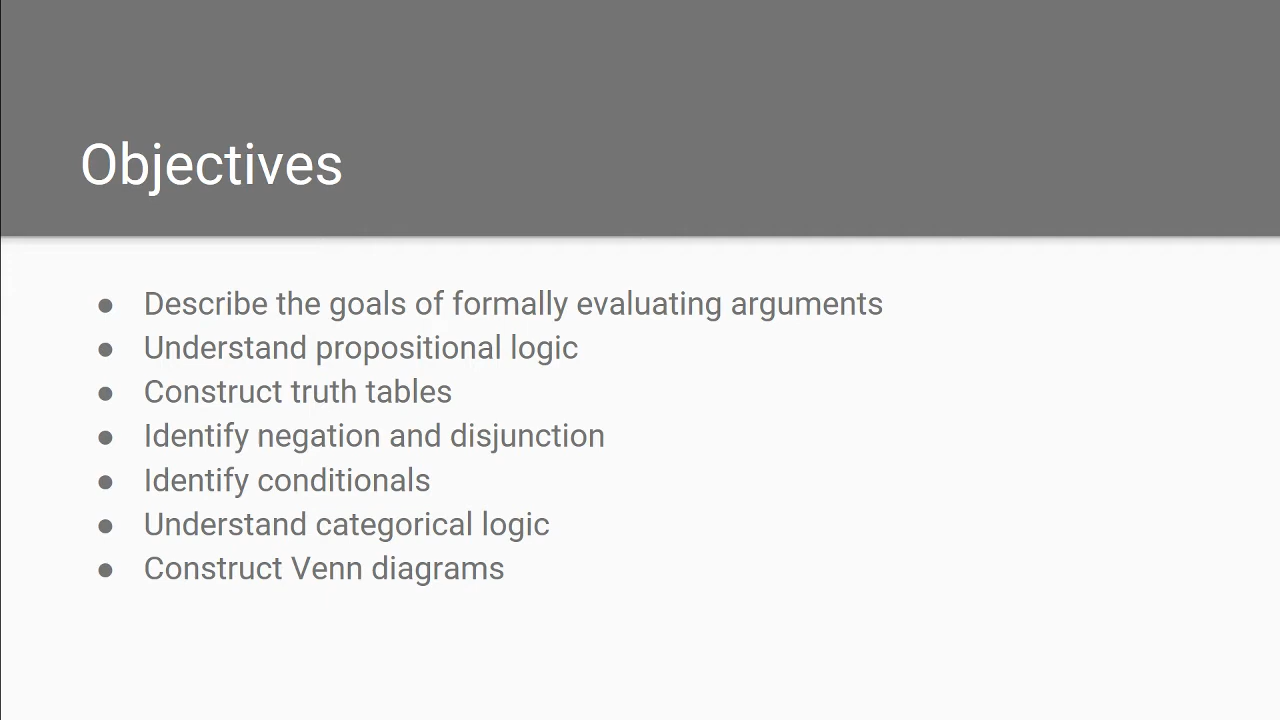 Objectives
● Describe the goals of formally evaluating arguments
● Understand propositional logic
● Construct truth tables
● Identify negation and disjunction
● Identify conditionals
● Understand categorical logic
● Construct Venn diagrams